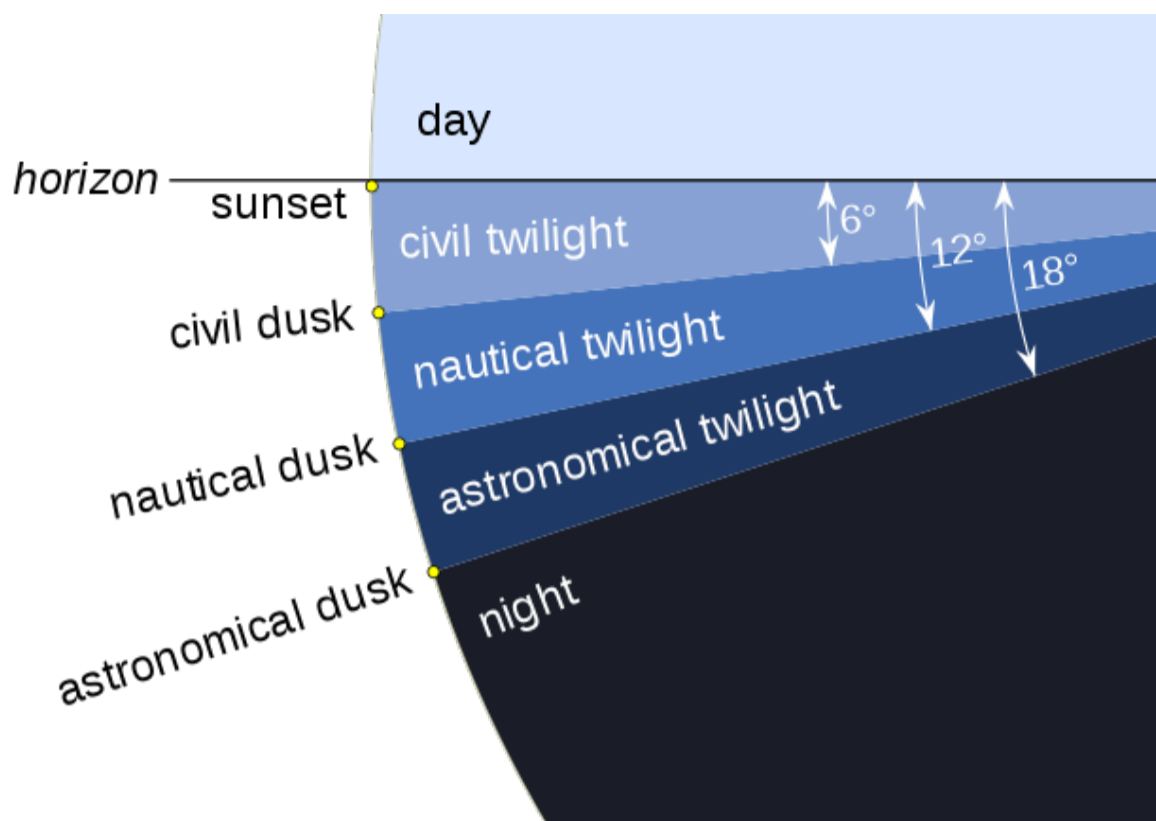 day
horizon
sunset
civil twilight
6°
12°
18°
civil dusk
nautical twilight
nautical dusk
astronomical twilight
astronomical dusk
night